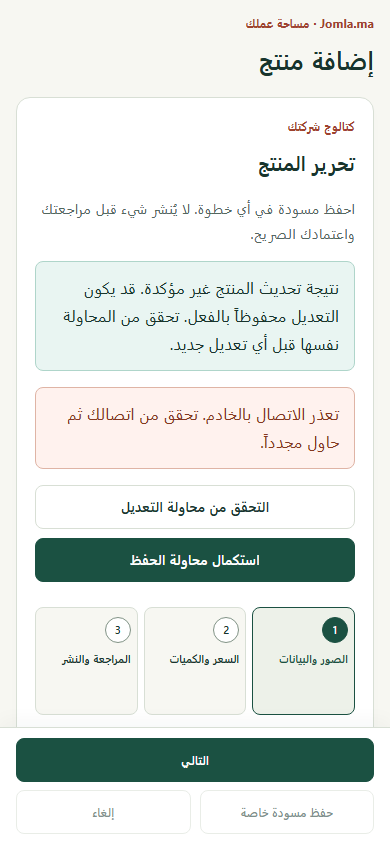 Jomla.ma · مساحة عملك
إضافة منتج
كتالوج شركتك
تحرير المنتج
احفظ مسودة في أي خطوة. لا يُنشر شيء قبل مراجعتك
واعتمادك الصريح.
نتيجة تحديث المنتج غير مؤكدة. قد يكون
التعديل محفوظاً بالفعل. تحقق من المحاولة
نفسها قبل أي تعديل جديد.
تعذر الاتصال بالخادم. تحقق من اتصالك ثم
حاول مجدداً.
التحقق من محاولة التعديل
استكمال محاولة الحفظ
1
الصور والبيانات
2
السعر والكميات
3
المراجعة والنشر
التالي
حفظ مسودة خاصة
إلغاء